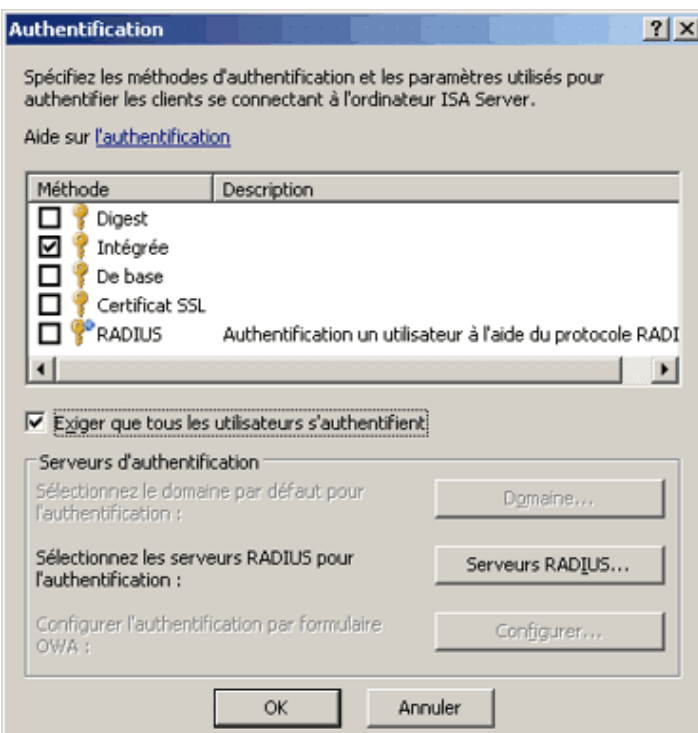 Authentification
Spécifiez les méthodes d'authentification et les paramètres utilisés pour
authentifier les clients se connectant à l'ordinateur ISA Server.
Aide sur l'authentification
Méthode Description
Digest
Intégrée
De base
Certificat SSL
RADIUS Authentification un utilisateur à l'aide du protocole RADI
Exiger que tous les utilisateurs s'authentifient
Serveurs d'authentification
Sélectionnez le domaine par défaut pour
l'authentification :
Domaine...
Sélectionnez les serveurs RADIUS pour
l'authentification :
Serveurs RADIUS...
Configurer l'authentification par formulaire
OWA :
Configurer...
OK Annuler